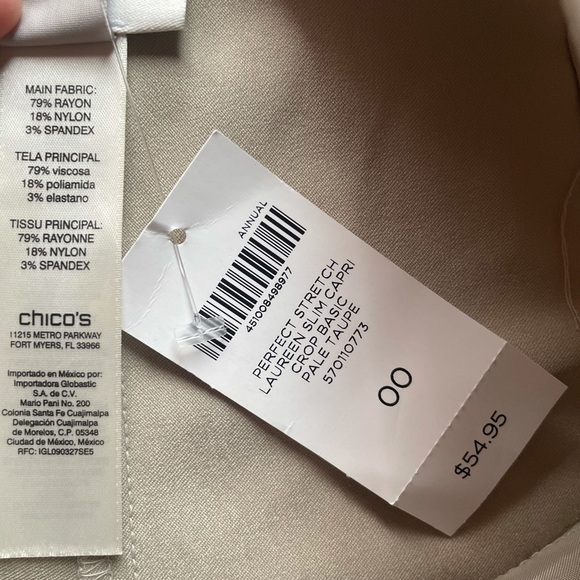 MAIN FABRIC:
79% RAYON
18% NYLON
3% SPANDEX
TELA PRINCIPAL
79% viscosa
18% poliamida
3% elastano
TISSU PRINCIPAL:
79% RAYONNE
18% NYLON
3% SPANDEX
chico's
11215 METRO PARKWAY
FORT MYERS, FL 33966
Importado en México por:
Importadora Globastic
S.A. de C.V.
Mario Pani No. 200
Colonia Santa Fe Cuajimalpa
Delegación Cuajimalpa
de Morelos, C.P. 05348
Ciudad de México, México
RFC: IGL090327SE5
ANNUAL
451008498977
PERFECT STRETCH
LAUREEN SLIM CAPRI
CROP BASIC
PALE TAUPE
570110773
00
$54.95